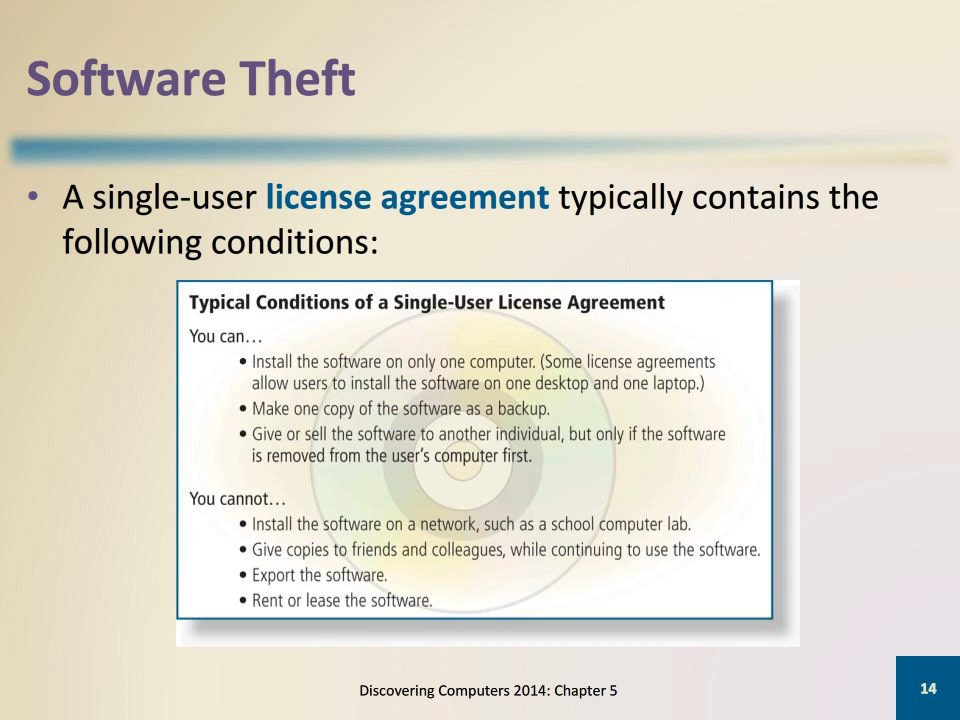 Software Theft
• A single-user license agreement typically contains the
following conditions:
Typical Conditions of a Single-User License Agreement
You can…
• Install the software on only one computer. (Some license agreements
allow users to install the software on one desktop and one laptop.)
• Make one copy of the software as a backup.
• Give or sell the software to another individual, but only if the software
is removed from the user’s computer first.
You cannot…
• Install the software on a network, such as a school computer lab.
• Give copies to friends and colleagues, while continuing to use the software.
• Export the software.
• Rent or lease the software.
Discovering Computers 2014: Chapter 5
14